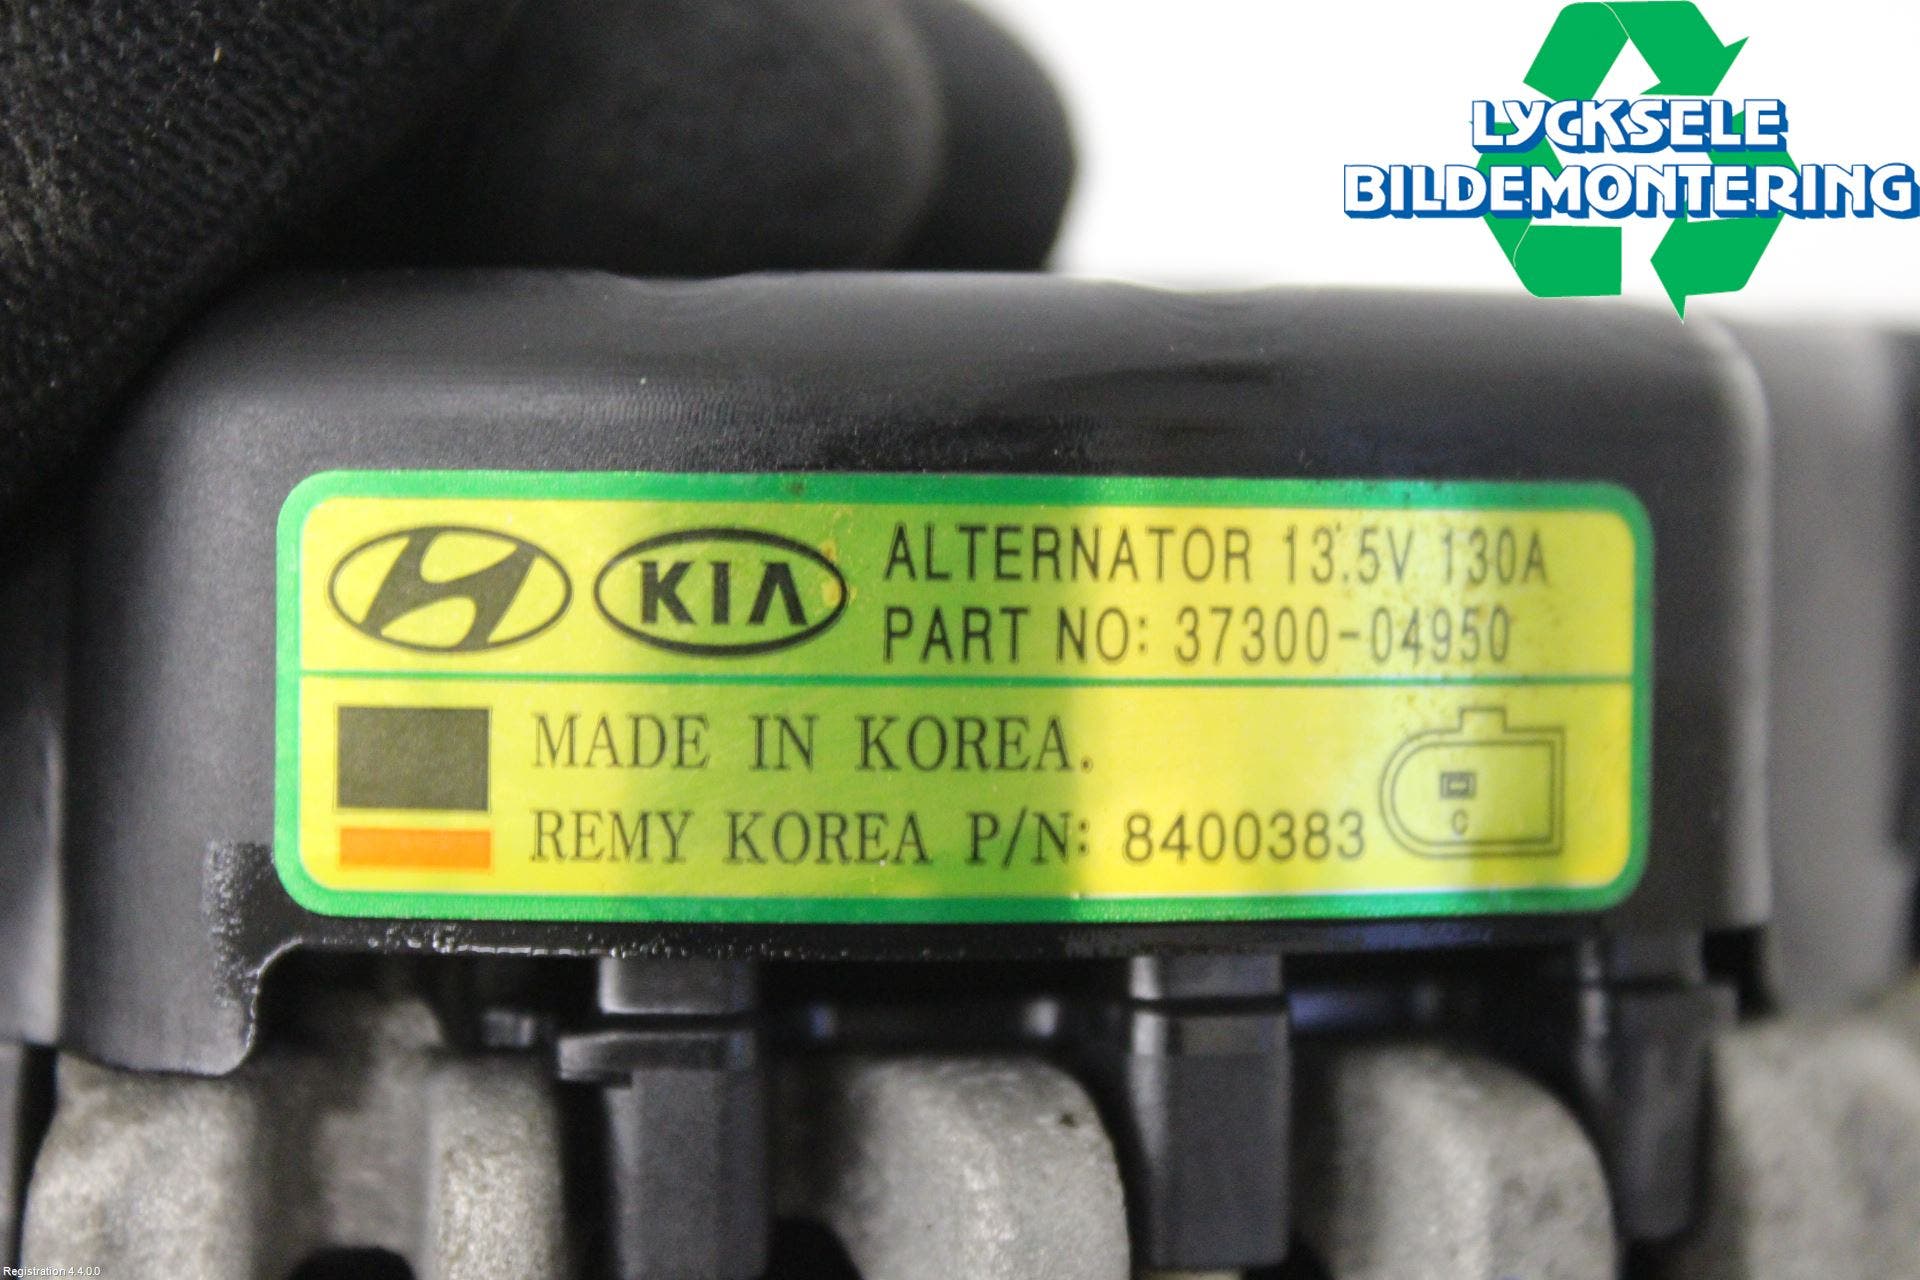 LYCKSELE
BILDEMONTERING
KIA
ALTERNATOR 13.5V 130A
PART NO: 37300-04950
MADE IN KOREA.
REMY KOREA P/N: 8400383
C
Registration 4.4.0.0